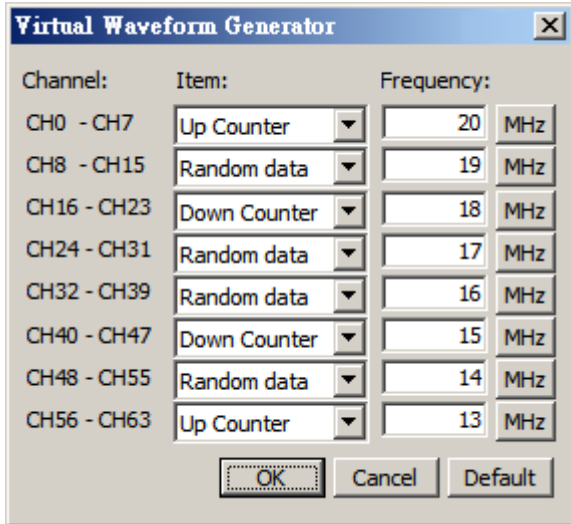 Virtual Waveform Generator
Channel: Item: Frequency:
CH0 - CH7 Up Counter 20 MHz
CH8 - CH15 Random data 19 MHz
CH16 - CH23 Down Counter 18 MHz
CH24 - CH31 Random data 17 MHz
CH32 - CH39 Random data 16 MHz
CH40 - CH47 Down Counter 15 MHz
CH48 - CH55 Random data 14 MHz
CH56 - CH63 Up Counter 13 MHz
OK Cancel Default